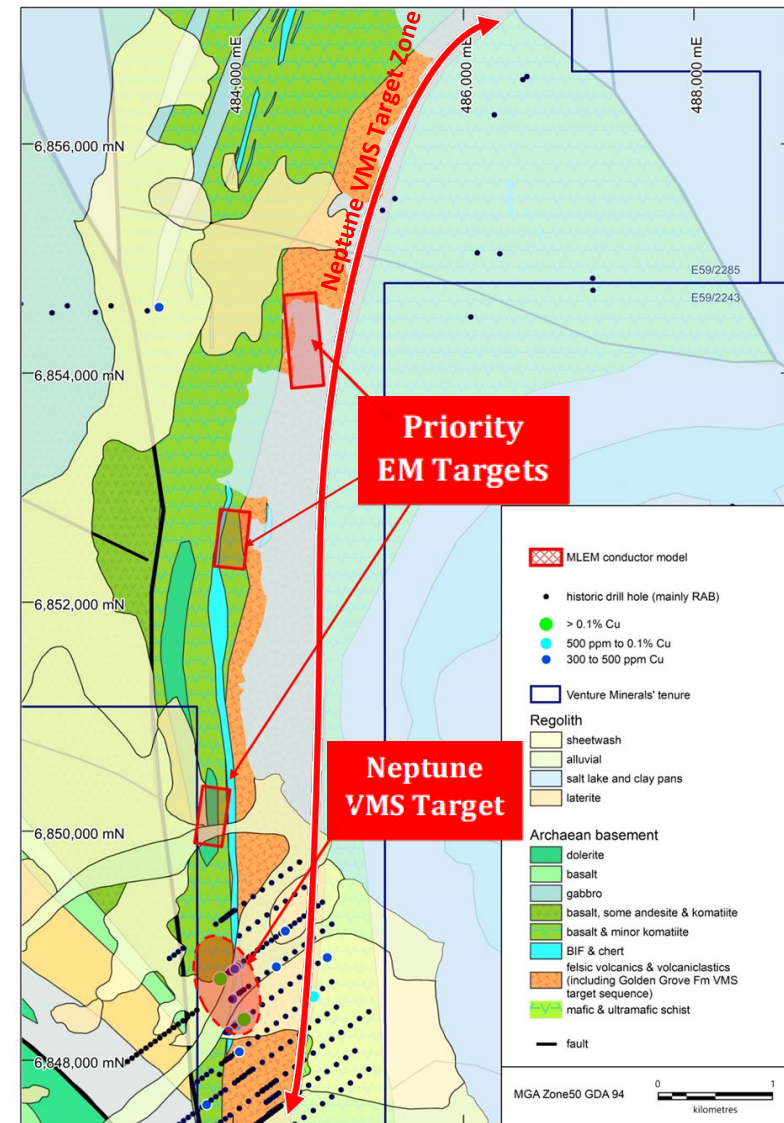 484,000 mE
486,000 mE
488,000 mE
Neptune VMS Target Zone
6,856,000 mN
E59/2285
E59/2243
6,854,000 mN
Priority
EM Targets
6,852,000 mN
Neptune
VMS Target
6,850,000 mN
6,848,000 mN
MLEM conductor model
historic drill hole (mainly RAB)
> 0.1% Cu
500 ppm to 0.1% Cu
300 to 500 ppm Cu
Venture Minerals' tenure
Regolith
sheetwash
alluvial
salt lake and clay pans
laterite
Archaean basement
dolerite
basalt
gabbro
basalt, some andesite & komatiite
basalt & minor komatiite
BIF & chert
felsic volcanics & volcaniclastics
(including Golden Grove Fm VMS
target sequence)
mafic & ultramafic schist
fault
MGA Zone50 GDA 94
0 1
kilometres